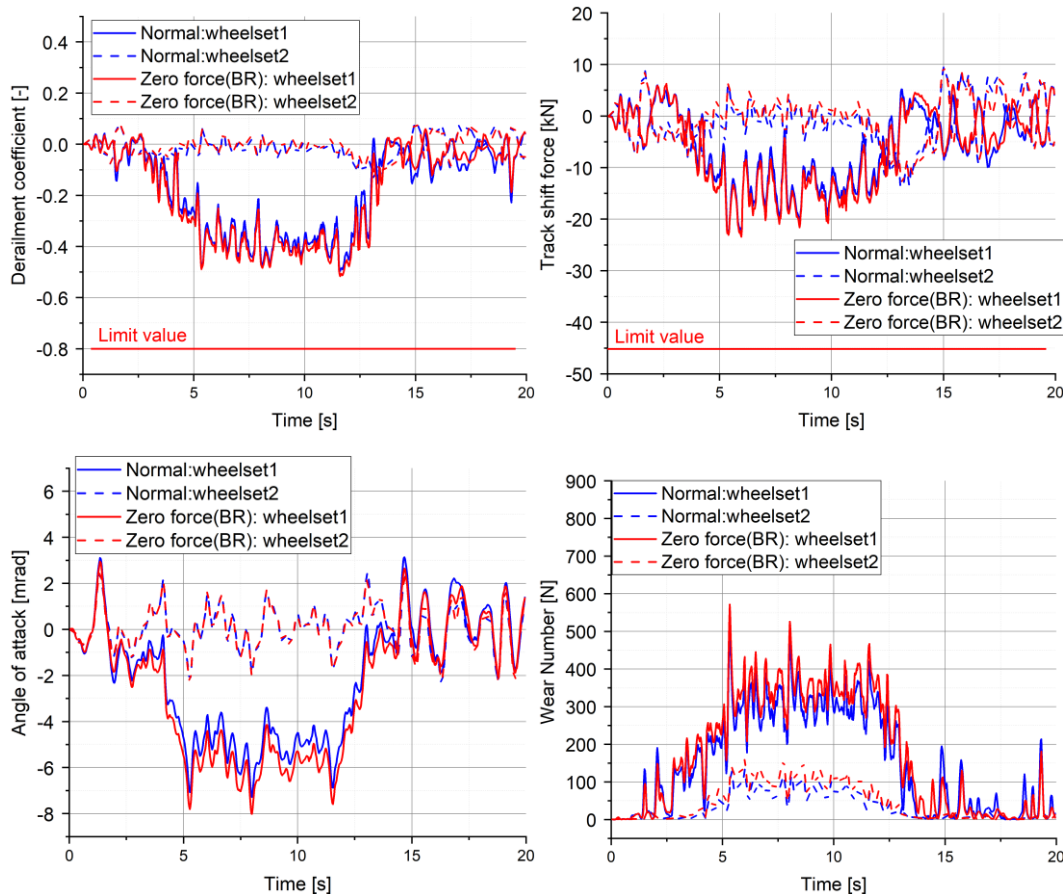 Derailment coefficient [-]
0.4
0.2
0.0
-0.2
-0.4
-0.6
-0.8
Normal:wheelset1
Normal:wheelset2
Zero force(BR): wheelset1
Zero force(BR): wheelset2
Limit value
0
5
10
15
20
Time [s]
Track shift force [kN]
20
10
0
-10
-20
-30
-40
-50
Normal:wheelset1
Normal:wheelset2
Zero force(BR): wheelset1
Zero force(BR): wheelset2
Limit value
0
5
10
15
20
Time [s]
Angle of attack [mrad]
6
4
2
0
-2
-4
-6
-8
Normal:wheelset1
Normal:wheelset2
Zero force(BR): wheelset1
Zero force(BR): wheelset2
0
5
10
15
20
Time [s]
Wear Number [N]
900
800
700
600
500
400
300
200
100
0
Normal:wheelset1
Normal:wheelset2
Zero force(BR): wheelset1
Zero force(BR): wheelset2
0
5
10
15
20
Time [s]